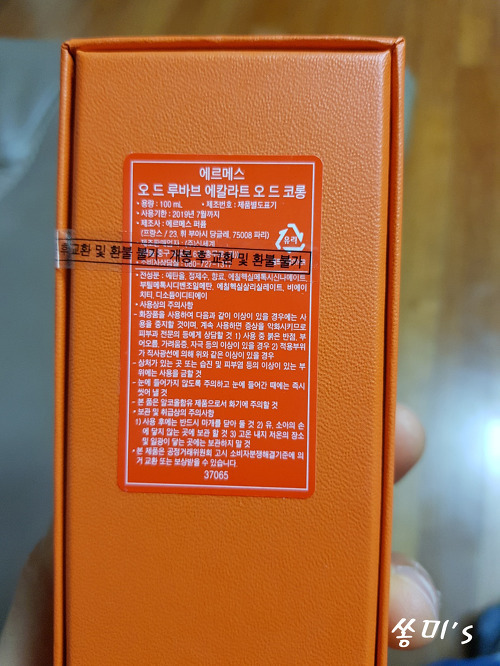 에르메스
오 드 루바브 에칼라트 오 드 코롱
· 용량 : 100 mL · 제조번호 : 제품별도표기
· 사용기한 : 2019년 7월까지
· 제조사 : 에르메스 퍼퓸
(프랑스 / 23, 뤼 부아시 당글레, 75008 파리)
유리
교환 및 환불 불가 개봉 후 교환 및 환불 불가
· 전성분 : 에탄올, 정제수, 향료, 에칠헥실메톡시신나메이트,
부틸메톡시디벤조일메탄, 에칠헥실살리실레이트, 비에이
치티, 디소듐이디티에이
· 사용상의 주의사항
- 화장품을 사용하여 다음과 같이 이상이 있을 경우에는 사
용을 중지할 것이며, 계속 사용하면 증상을 악화시키므로
피부과 전문의 등에게 상담할 것 1) 사용 중 붉은 반점, 부
어오름, 가려움증, 자극 등의 이상이 있을 경우 2) 적용부위
가 직사광선에 의해 위와 같은 이상이 있을 경우
- 상처가 있는 곳 또는 습진 및 피부염 등의 이상이 있는 부
위에는 사용을 금할 것
- 눈에 들어가지 않도록 주의하고 눈에 들어간 때에는 즉시
씻어 낼 것
- 본 품은 알코올함유 제품으로서 화기에 주의할 것
· 보관 및 취급상의 주의사항
1) 사용 후에는 반드시 마개를 닫아 둘 것 2) 유, 소아의 손
에 닿지 않는 곳에 보관 할 것 3) 고온 내지 저온의 장소
및 일광이 닿는 곳에는 보관하지 말 것
· 본 제품은 공정거래위원회 고시 소비자분쟁해결기준에 의
거 교환 또는 보상받을 수 있습니다.
37065
쏭미's